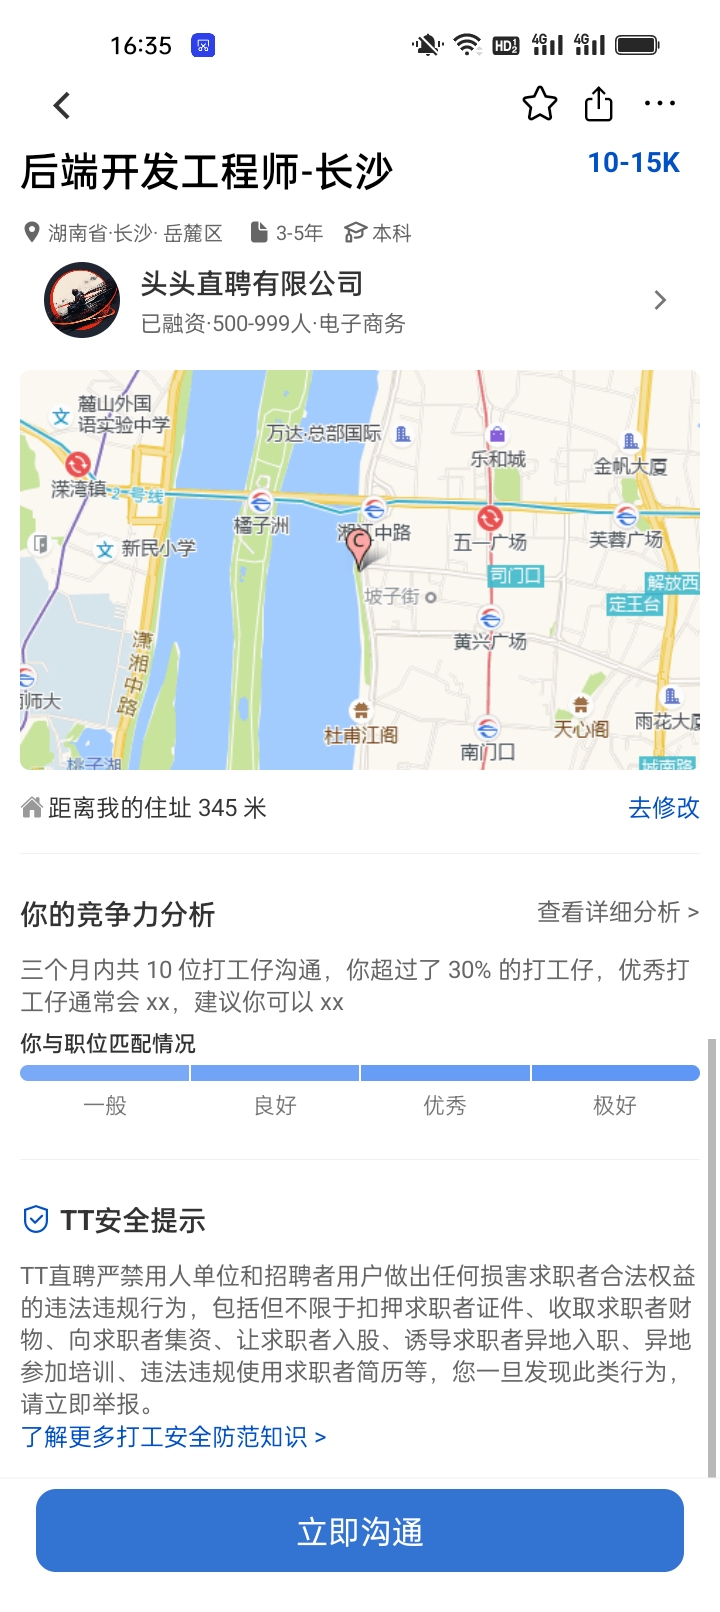 16:35
HD 1 2 4G 4G
后端开发工程师-长沙
10-15K
湖南省·长沙· 岳麓区 3-5年 本科
头头直聘有限公司
已融资·500-999人·电子商务
麓山外国
语实验中学
文
万达·总部国际
乐和城
金帆大厦
溁湾镇
2号线
橘子洲
湘江中路
五一广场
芙蓉广场
文 新民小学
C
司门口
解放西
定王台
坡子街
黄兴广场
潇湘中路
师大
杜甫江阁
天心阁
雨花大厦
南门口
桃子湖
城南路
距离我的住址 345 米
去修改
你的竞争力分析
查看详细分析 >
三个月内共 10 位打工仔沟通，你超过了 30% 的打工仔，优秀打
工仔通常会 xx，建议你可以 xx
你与职位匹配情况
一般 良好 优秀 极好
TT安全提示
TT直聘严禁用人单位和招聘者用户做出任何损害求职者合法权益
的违法违规行为，包括但不限于扣押求职者证件、收取求职者财
物、向求职者集资、让求职者入股、诱导求职者异地入职、异地
参加培训、违法违规使用求职者简历等，您一旦发现此类行为，
请立即举报。
了解更多打工安全防范知识 >
立即沟通